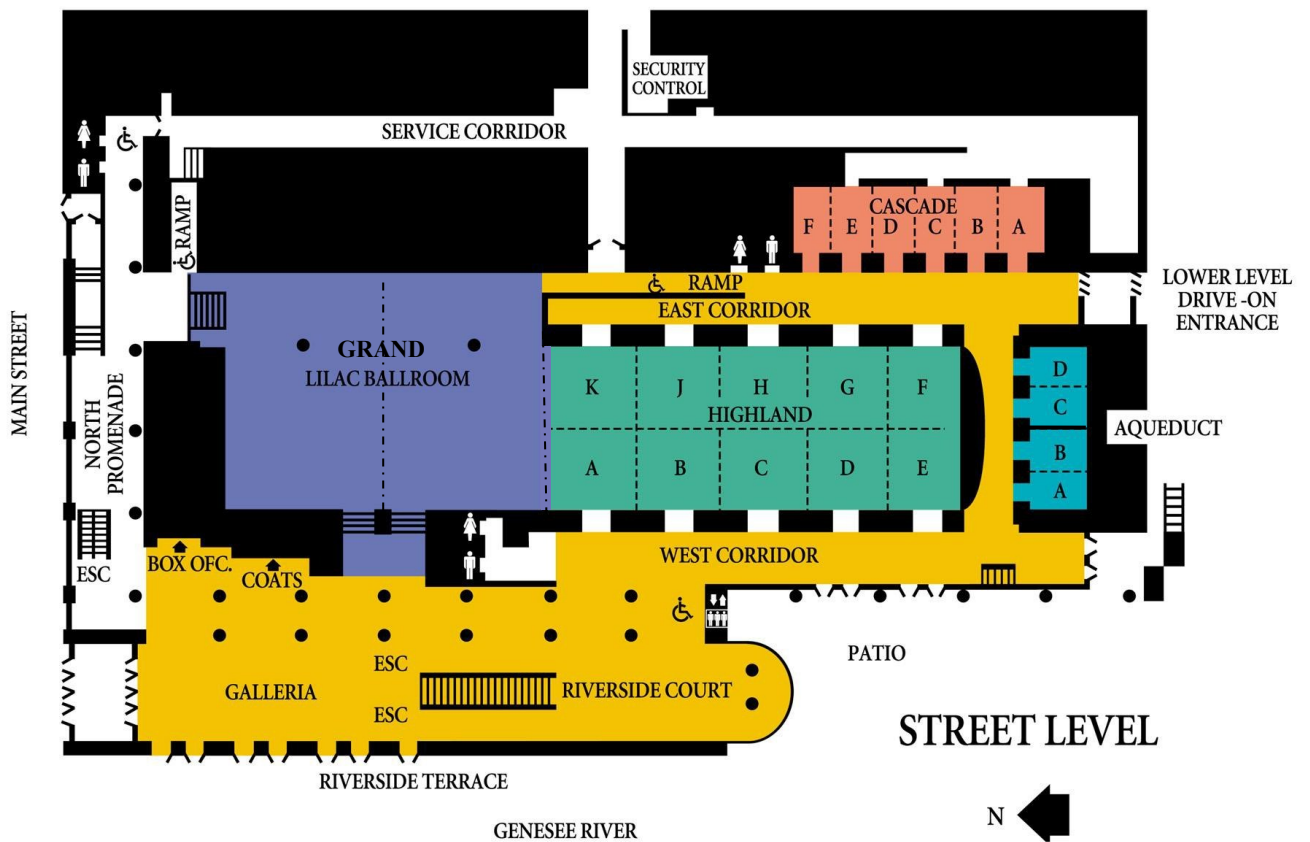 SECURITY
CONTROL
SERVICE CORRIDOR
RAMP
CASCADE
F E D C B A
RAMP
EAST CORRIDOR
LOWER LEVEL
DRIVE -ON
ENTRANCE
MAIN STREET
NORTH
PROMENADE
GRAND
LILAC BALLROOM
K J H G F
HIGHLAND
A B C D E
D
C
B
A
AQUEDUCT
ESC
BOX OFC.
COATS
WEST CORRIDOR
PATIO
ESC
GALLERIA
RIVERSIDE COURT
ESC
STREET LEVEL
RIVERSIDE TERRACE
N
GENESEE RIVER